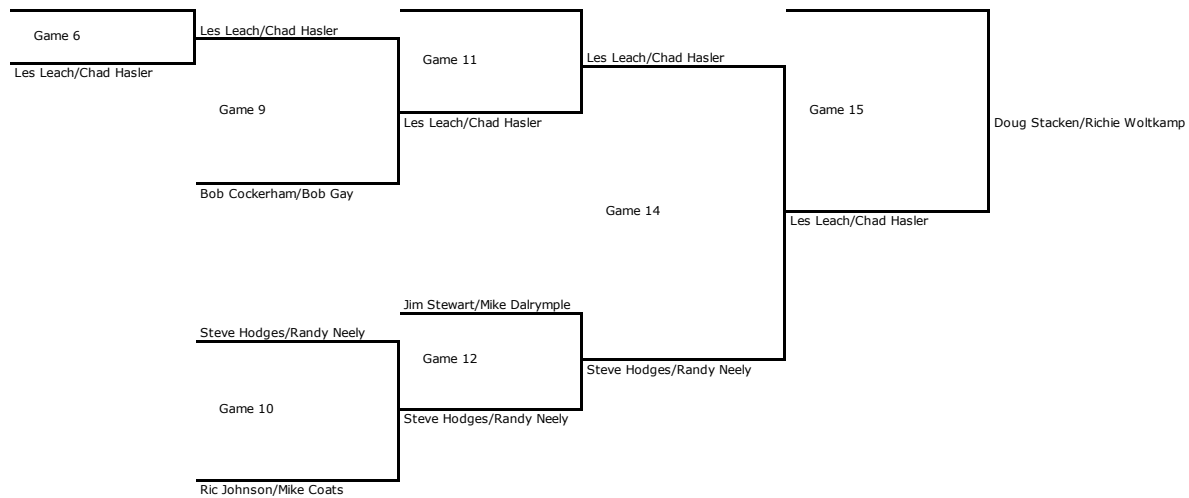 Game 6
Les Leach/Chad Hasler
Les Leach/Chad Hasler
Game 9
Bob Cockerham/Bob Gay
Game 11
Les Leach/Chad Hasler
Les Leach/Chad Hasler
Game 14
Game 15
Doug Stacken/Richie Woltkamp
Les Leach/Chad Hasler
Jim Stewart/Mike Dalrymple
Steve Hodges/Randy Neely
Game 12
Steve Hodges/Randy Neely
Game 10
Steve Hodges/Randy Neely
Ric Johnson/Mike Coats